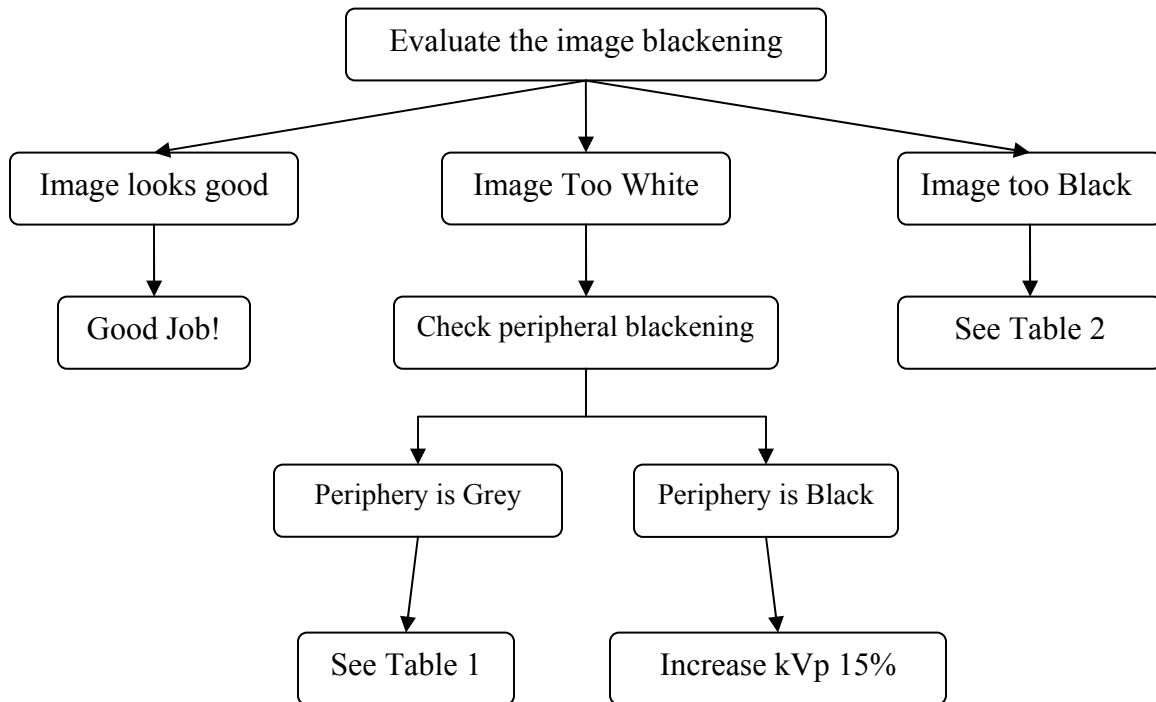 Evaluate the image blackening
Image looks good
Image Too White
Image too Black
Good Job!
Check peripheral blackening
See Table 2
Periphery is Grey
Periphery is Black
See Table 1
Increase kVp 15%